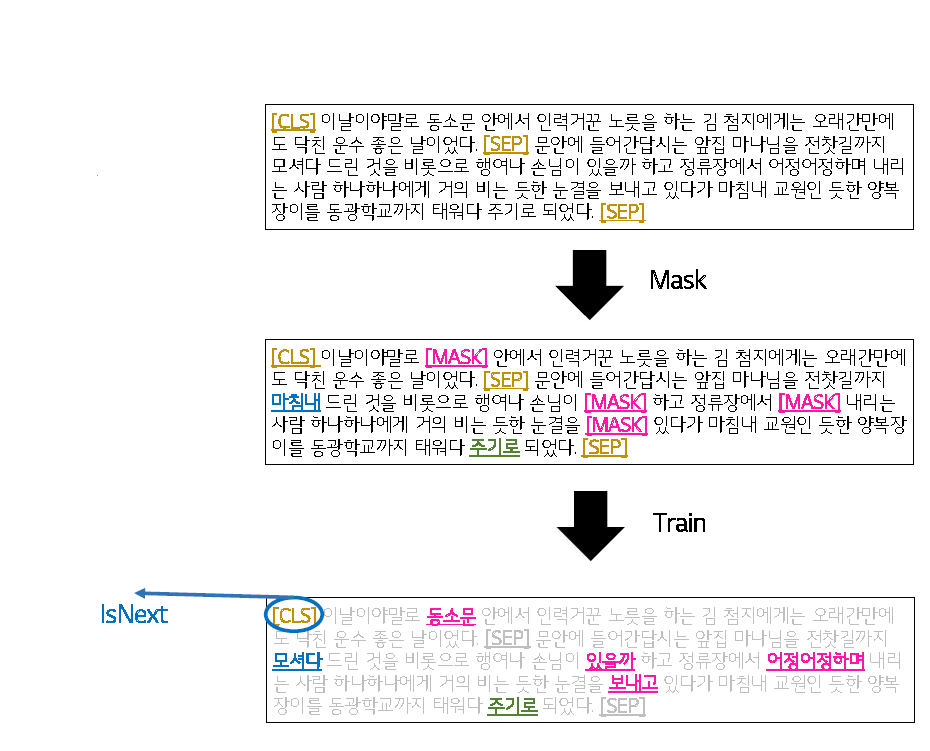 [CLS] 이날이야말로 동소문 안에서 인력거꾼 노릇을 하는 김 첨지에게는 오래간만에
도 닥친 운수 좋은 날이었다. [SEP] 문안에 들어간답시는 앞집 마나님을 전찻길까지
모셔다 드린 것을 비롯으로 행여나 손님이 있을까 하고 정류장에서 어정어정하며 내리
는 사람 하나하나에게 거의 비는 듯한 눈결을 보내고 있다가 마침내 교원인 듯한 양복
장이를 동광학교까지 태워다 주기로 되었다. [SEP]
Mask
[CLS] 이날이야말로 [MASK] 안에서 인력거꾼 노릇을 하는 김 첨지에게는 오래간만에
도 닥친 운수 좋은 날이었다. [SEP] 문안에 들어간답시는 앞집 마나님을 전찻길까지
마침내 드린 것을 비롯으로 행여나 손님이 [MASK] 하고 정류장에서 [MASK] 내리는
사람 하나하나에게 거의 비는 듯한 눈결을 [MASK] 있다가 마침내 교원인 듯한 양복장
이를 동광학교까지 태워다 주기로 되었다. [SEP]
Train
IsNext
[CLS] 이날이야말로 동소문 안에서 인력거꾼 노릇을 하는 김 첨지에게는 오래간만에
도 닥친 운수 좋은 날이었다. [SEP] 문안에 들어간답시는 앞집 마나님을 전찻길까지
모셔다 드린 것을 비롯으로 행여나 손님이 있을까 하고 정류장에서 어정어정하며 내리
는 사람 하나하나에게 거의 비는 듯한 눈결을 보내고 있다가 마침내 교원인 듯한 양복
장이를 동광학교까지 태워다 주기로 되었다. [SEP]